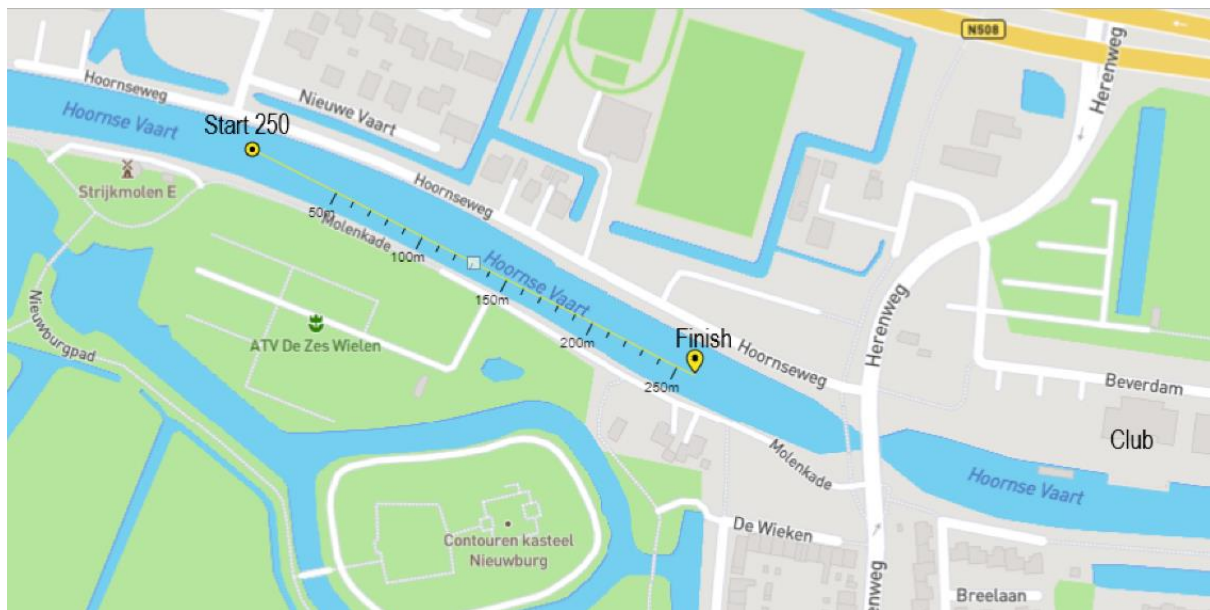 N508
Herenweg
Hoornseweg
Hoornse Vaart
Start 250
Nieuwe Vaart
Strijkmolen E
50m
Molenkade
Hoornseweg
100m
Hoornse Vaart
150m
Nieuwburgpad
ATV De Zes Wielen
200m
Finish
Herenweg
250m
Hoornseweg
Beverdam
Club
Molenkade
Hoornse Vaart
De Wieken
Contouren kasteel
Nieuwburg
Herenweg
Breelaan